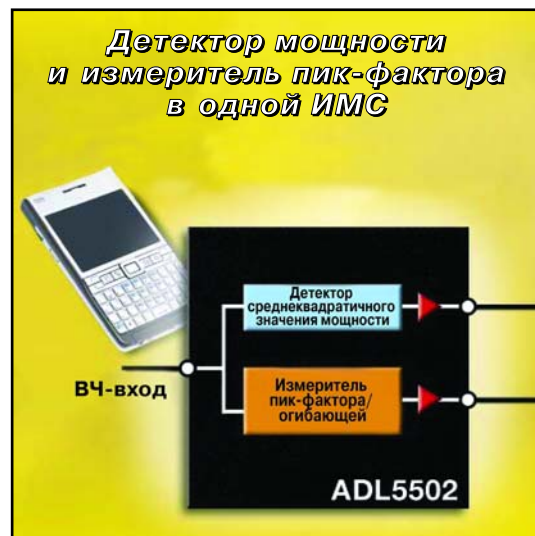 Детектор мощности
и измеритель пик-фактора
в одной ИМС
Детектор
среднеквадратичного
значения мощности
ВЧ-вход
Измеритель
пик-фактора/
огибающей
ADL5502